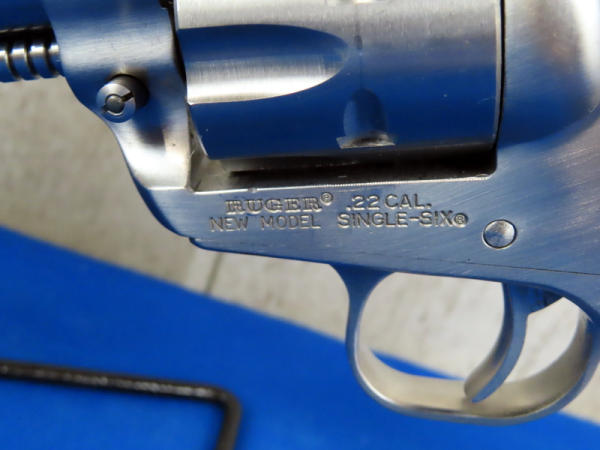 RUGER® .22 CAL.
NEW MODEL SINGLE-SIX®